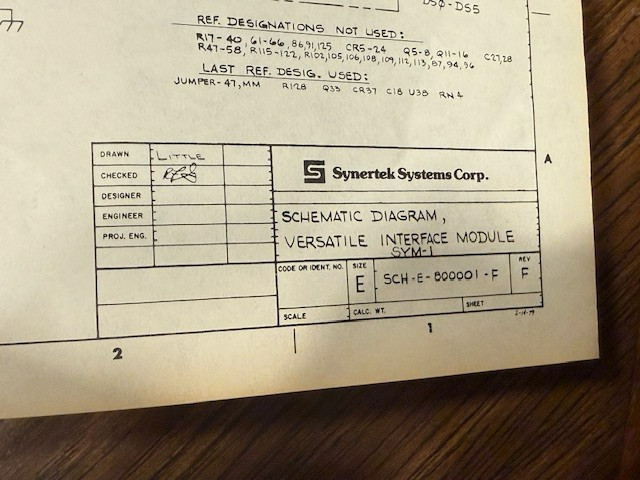 DS0-DS5
REF. DESIGNATIONS NOT USED:
R17-40, 61-66, 86,91,125 CR5-24 Q5-8, Q11-16 C27,28
R47-58, R115-122, R102,105,106,108,109,112,113,87,94,96
LAST REF. DESIG. USED:
JUMPER-47,MM R128 Q33 CR37 C18 U38 RN4
A
DRAWN LITTLE
CHECKED
DESIGNER
ENGINEER
PROJ. ENG.
S Synertek Systems Corp.
SCHEMATIC DIAGRAM,
VERSATILE INTERFACE MODULE
SYM-1
CODE OR IDENT. NO. SIZE REV
E SCH-E-800001-F F
SCALE CALC. WT. SHEET
2 1